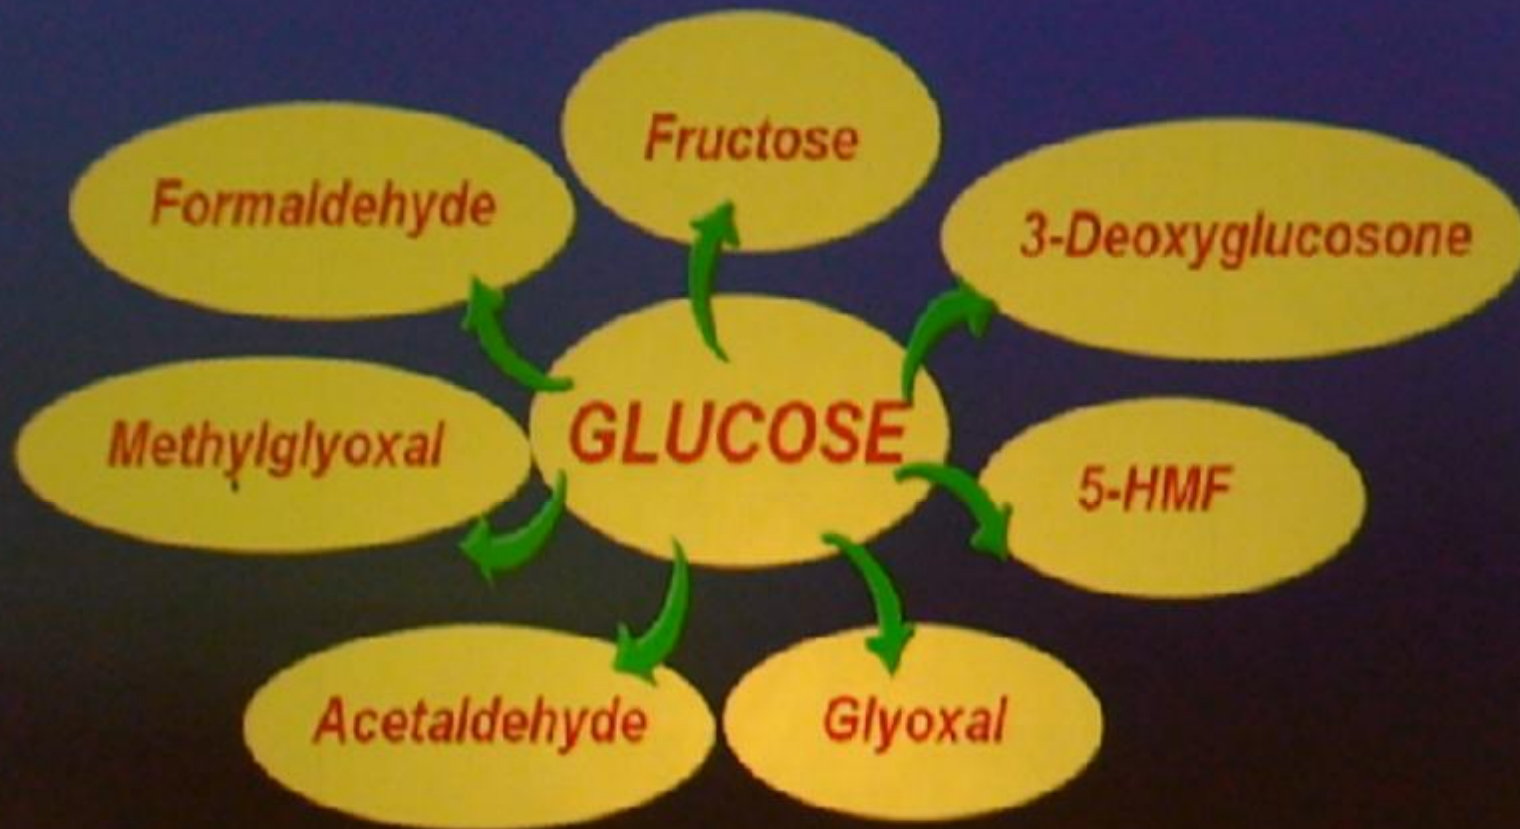 Fructose
Formaldehyde
3-Deoxyglucosone
GLUCOSE
Methylglyoxal
5-HMF
Acetaldehyde
Glyoxal